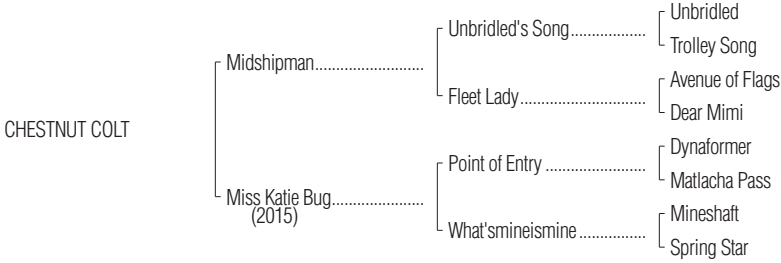 Unbridled
Unbridled's Song..................
Trolley Song
Midshipman..........................
Avenue of Flags
Fleet Lady..............................
Dear Mimi
CHESTNUT COLT
Dynaformer
Point of Entry ........................
Matlacha Pass
Miss Katie Bug......................
(2015)
Mineshaft
What'smineismine ................
Spring Star